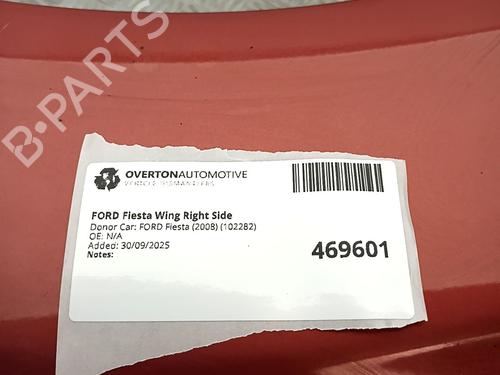 B-PARTS
OVERTONAUTOMOTIVE
VEHICLE DISMANTLERS
FORD Fiesta Wing Right Side
Donor Car: FORD Fiesta (2008) (102282)
OE: N/A
Added: 30/09/2025
Notes:
469601